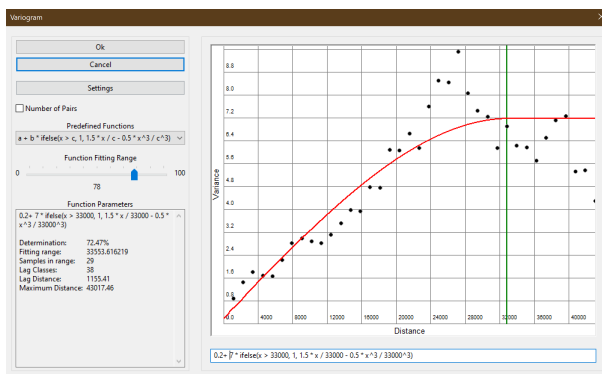 Variogram
Ok
Cancel
Settings
Number of Pairs
Predefined Functions
a + b * ifelse(x > c, 1, 1.5 * x / c - 0.5 * x^3 / c^3)
Function Fitting Range
0 100
78
Function Parameters
0.2+ 7 * ifelse(x > 33000, 1, 1.5 * x / 33000 - 0.5 *
x^3 / 33000^3)
Determination: 72.47%
Fitting range: 33553.616219
Samples in range: 29
Lag Classes: 38
Lag Distance: 1155.41
Maximum Distance: 43017.46
Variance
8.8
8.0
7.2
6.4
5.6
4.8
4.0
3.2
2.4
1.6
0.8
0.0 4000 8000 12000 16000 20000 24000 28000 32000 36000 40000
Distance
0.2+ 7 * ifelse(x > 33000, 1, 1.5 * x / 33000 - 0.5 * x^3 / 33000^3)